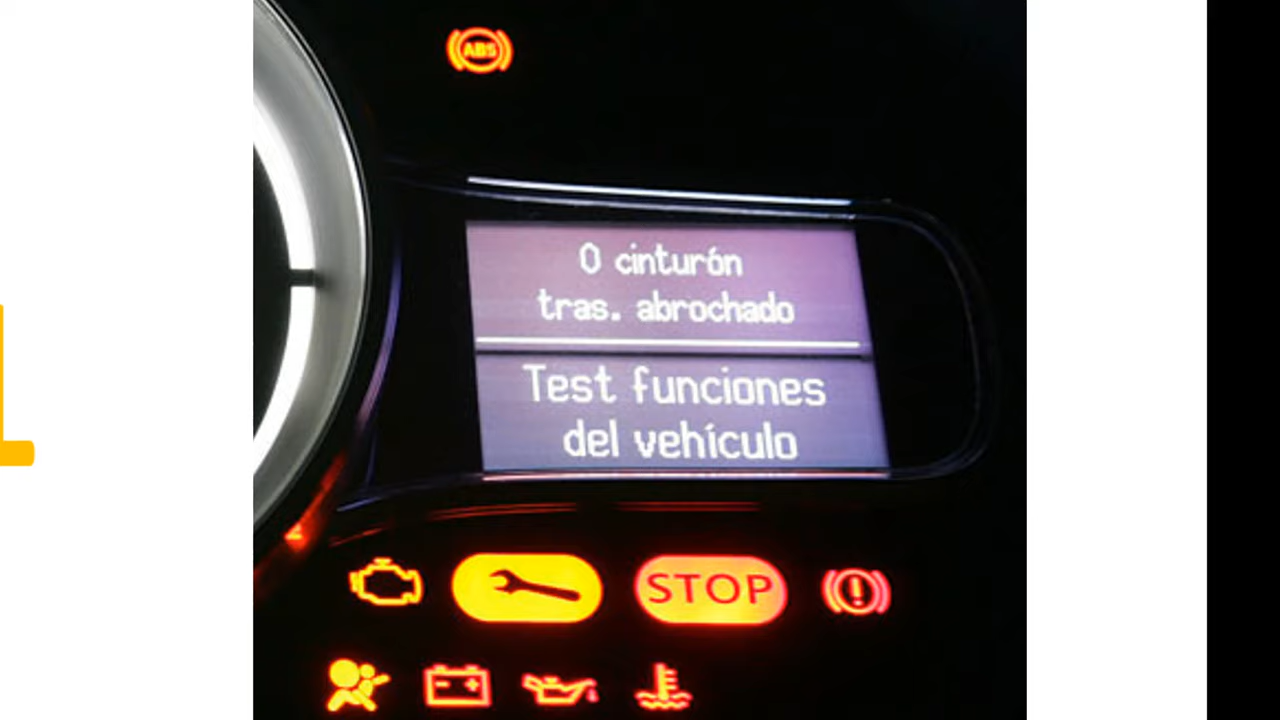 ABS
0 cinturón
tras. abrochado
Test funciones
del vehículo
STOP